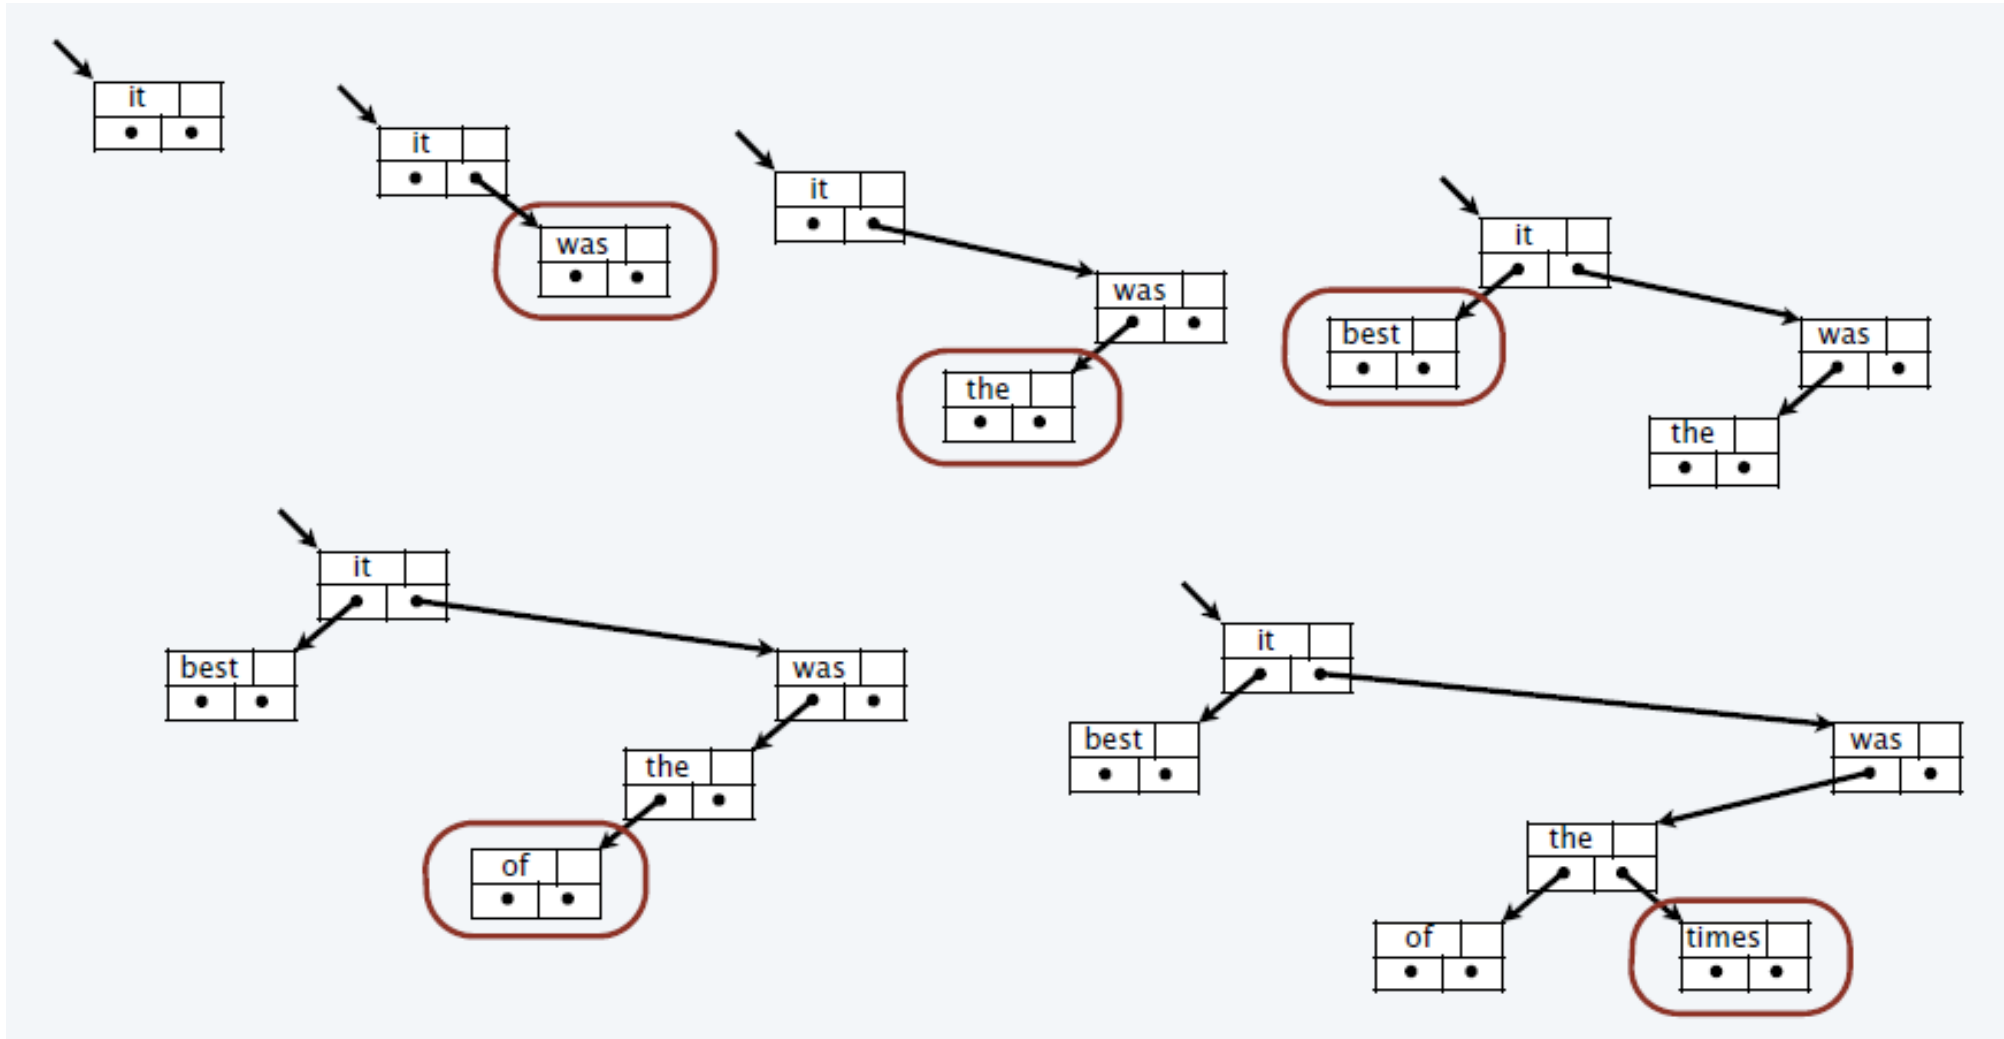 it
it
was
it
was
the
it
best
was
the
it
best
was
the
of
it
best
was
the
of
times